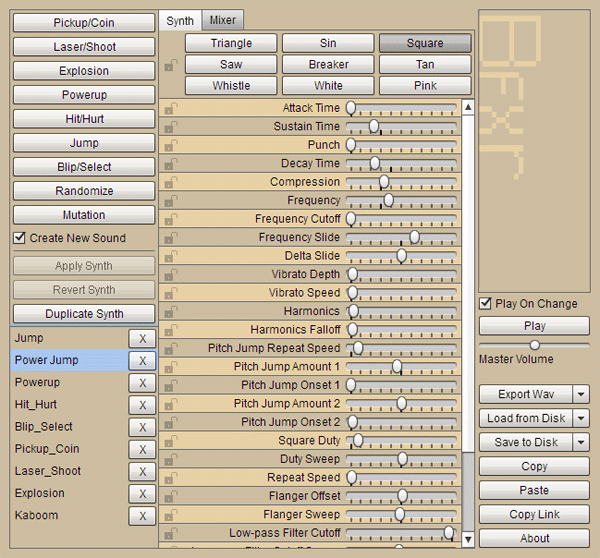 Pickup/Coin
Laser/Shoot
Explosion
Powerup
Hit/Hurt
Jump
Blip/Select
Randomize
Mutation
Create New Sound
Apply Synth
Revert Synth
Duplicate Synth
Jump X
Power Jump X
Powerup X
Hit_Hurt X
Blip_Select X
Pickup_Coin X
Laser_Shoot X
Explosion X
Kaboom X
Synth Mixer
Triangle Sin Square
Saw Breaker Tan
Whistle White Pink
Attack Time
Sustain Time
Punch
Decay Time
Compression
Frequency
Frequency Cutoff
Frequency Slide
Delta Slide
Vibrato Depth
Vibrato Speed
Harmonics
Harmonics Falloff
Pitch Jump Repeat Speed
Pitch Jump Amount 1
Pitch Jump Onset 1
Pitch Jump Amount 2
Pitch Jump Onset 2
Square Duty
Duty Sweep
Repeat Speed
Flanger Offset
Flanger Sweep
Low-pass Filter Cutoff
Bfxr
Play On Change
Play
Master Volume
Export Wav
Load from Disk
Save to Disk
Copy
Paste
Copy Link
About